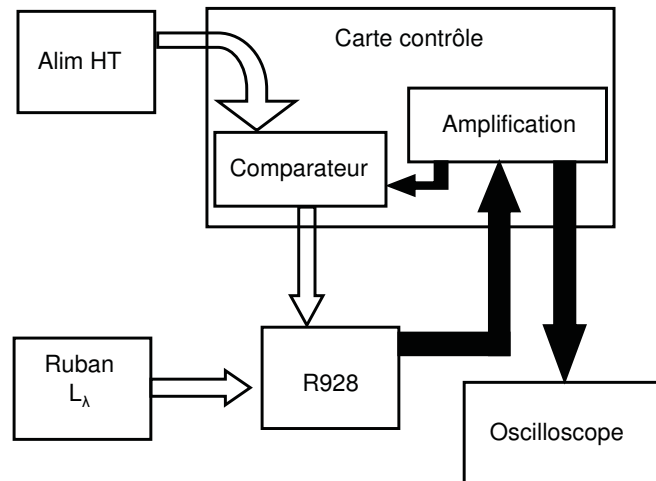 Alim HT
Carte contrôle
Amplification
Comparateur
Ruban
L<sub>λ</sub>
R928
Oscilloscope